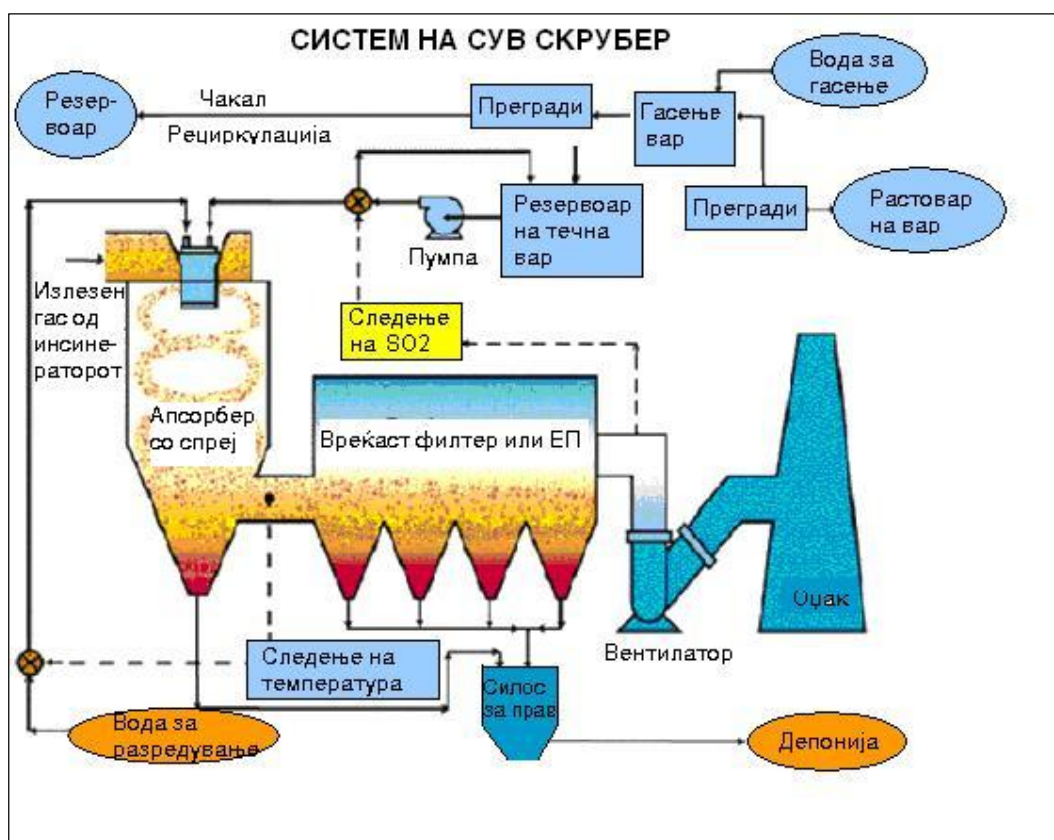 СИСТЕМ НА СУВ СКРУБЕР
Вода за
гасење
Резер-
воар
Чакал
Рециркулација
Прегради
Гасење
вар
Прегради
Растовар
на вар
Резервоар
на течна
вар
Пумпа
Излезен
гас од
инсине-
раторот
Следење
на SO2
Апсорбер
со спреј
Вреќаст филтер или ЕП
Оџак
Вентилатор
Следење на
температура
Силос
за прав
Вода за
разредување
Депонија